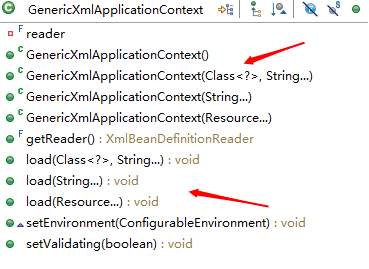 GenericXmlApplicationContext
F reader
C GenericXmlApplicationContext()
C GenericXmlApplicationContext(Class<?>, String...)
C GenericXmlApplicationContext(String...)
C GenericXmlApplicationContext(Resource...)
F getReader() : XmlBeanDefinitionReader
load(Class<?>, String...) : void
load(String...) : void
load(Resource...) : void
setEnvironment(ConfigurableEnvironment) : void
setValidating(boolean) : void